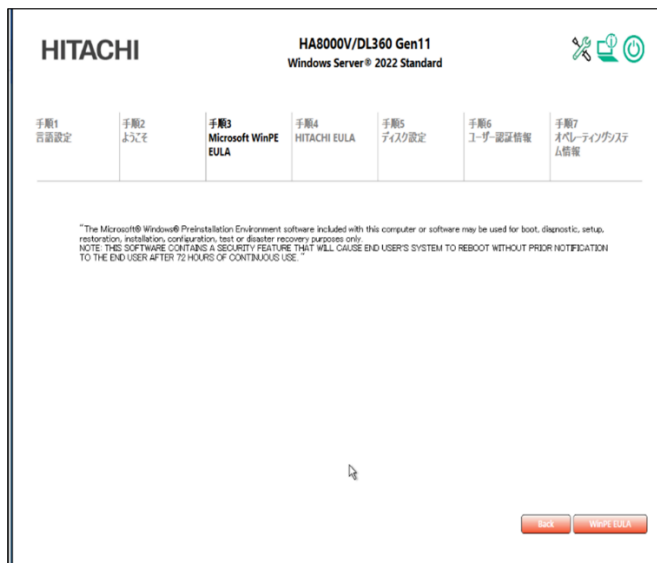 HITACHI
HA8000V/DL360 Gen11
Windows Server® 2022 Standard
手順1
言語設定
手順2
ようこそ
手順3
Microsoft WinPE
EULA
手順4
HITACHI EULA
手順5
ディスク設定
手順6
ユーザー認証情報
手順7
オペレーティングシステ
ム情報
"The Microsoft® Windows® Preinstallation Environment software included with this computer or software may be used for boot, diagnostic, setup,
restoration, installation, configuration, test or disaster recovery purposes only.
NOTE: THIS SOFTWARE CONTAINS A SECURITY FEATURE THAT WILL CAUSE END USER'S SYSTEM TO REBOOT WITHOUT PRIOR NOTIFICATION
TO THE END USER AFTER 72 HOURS OF CONTINUOUS USE. "
Back
WinPE EULA